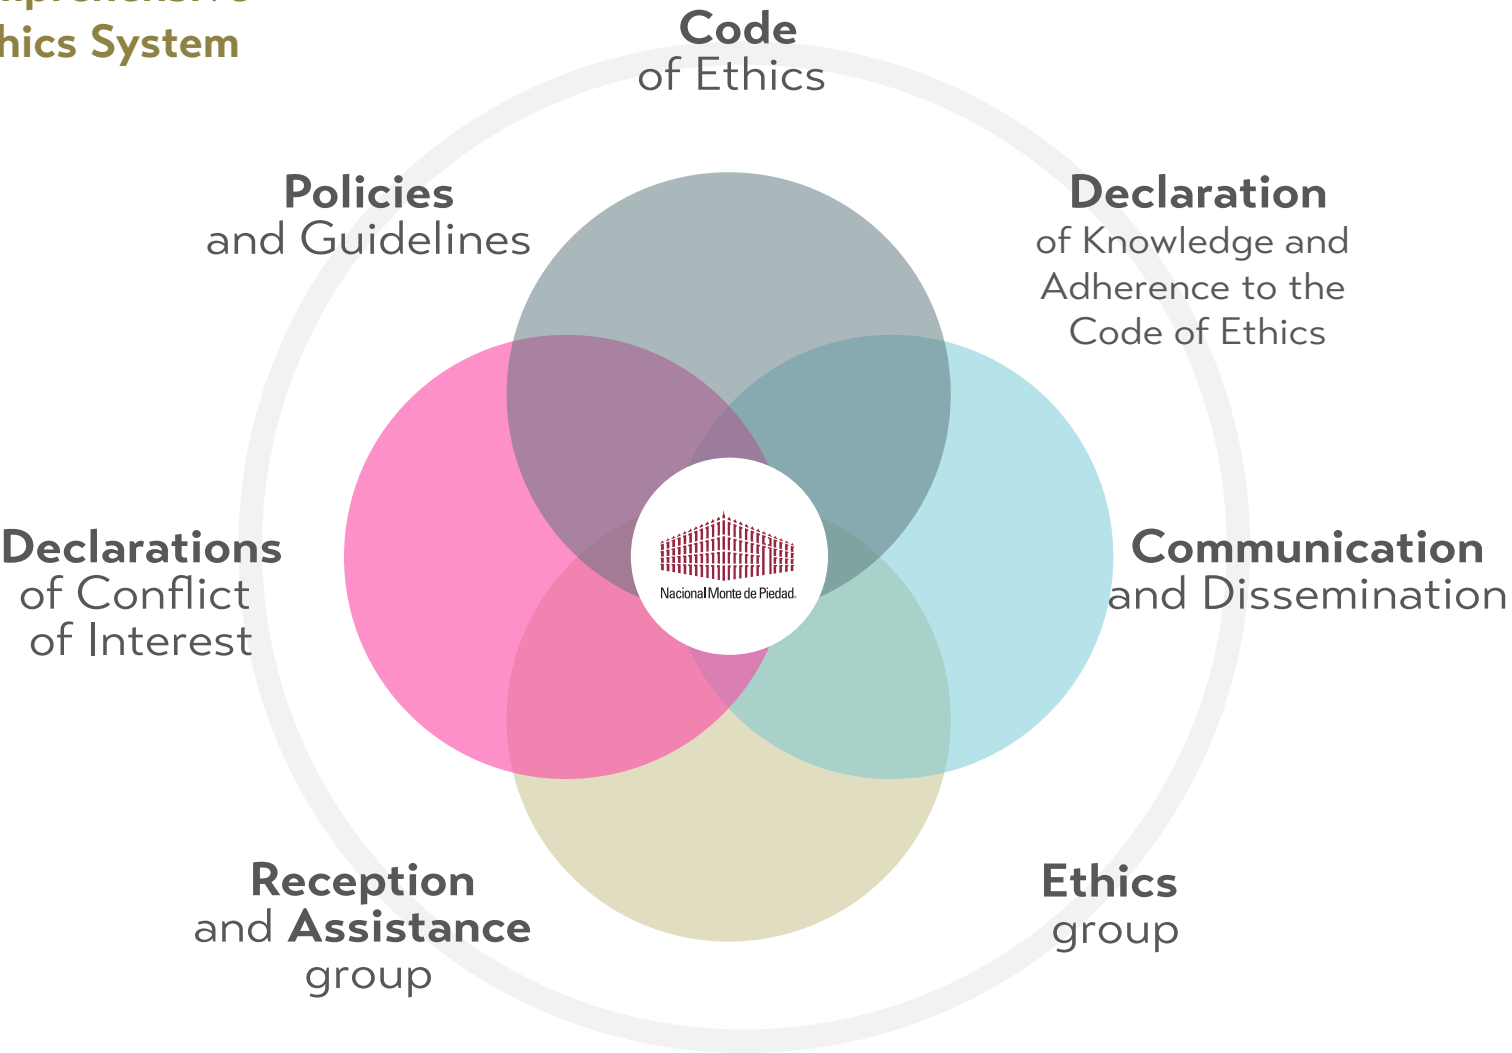 hics System
Code
of Ethics
Policies
and Guidelines
Declaration
of Knowledge and
Adherence to the
Code of Ethics
Declarations
of Conflict
of Interest
Nacional Monte de Piedad
Communication
and Dissemination
Reception
and Assistance
group
Ethics
group